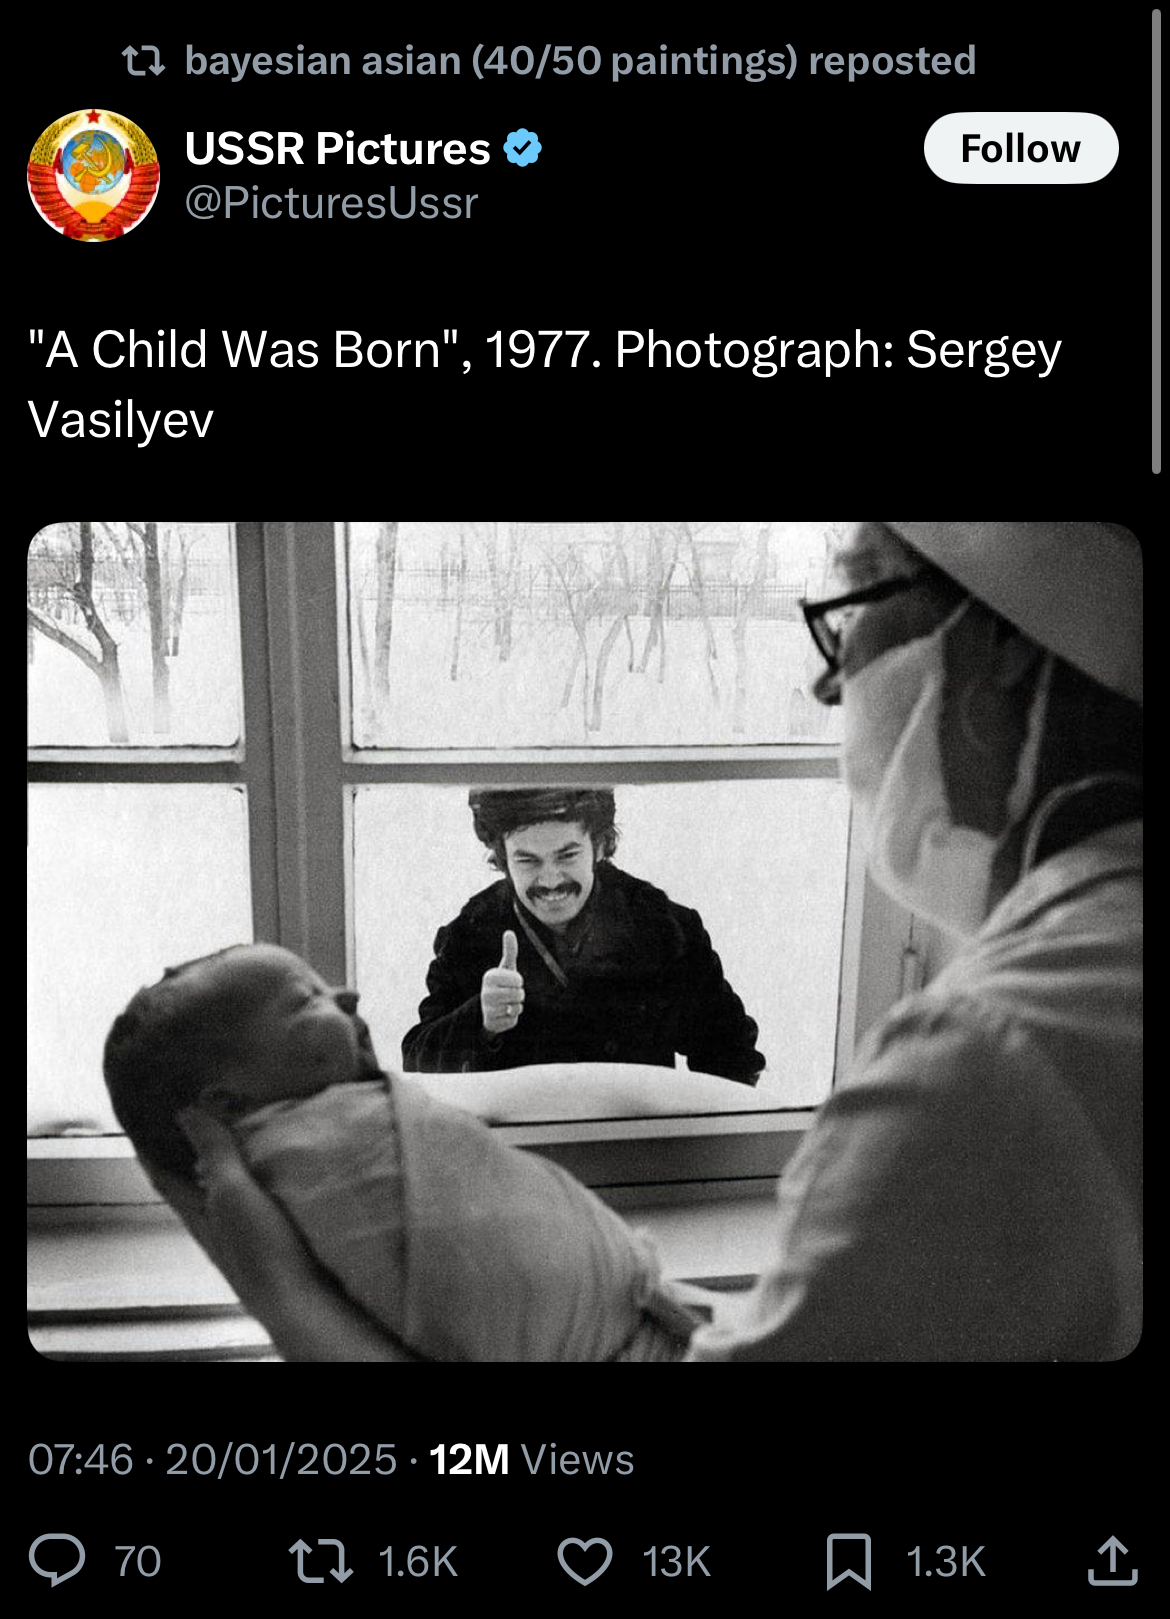 bayesian asian (40/50 paintings) reposted
USSR Pictures
Follow
@PicturesUssr
"A Child Was Born", 1977. Photograph: Sergey
Vasilyev
07:46 · 20/01/2025 · 12M Views
70 1.6K 13K 1.3K